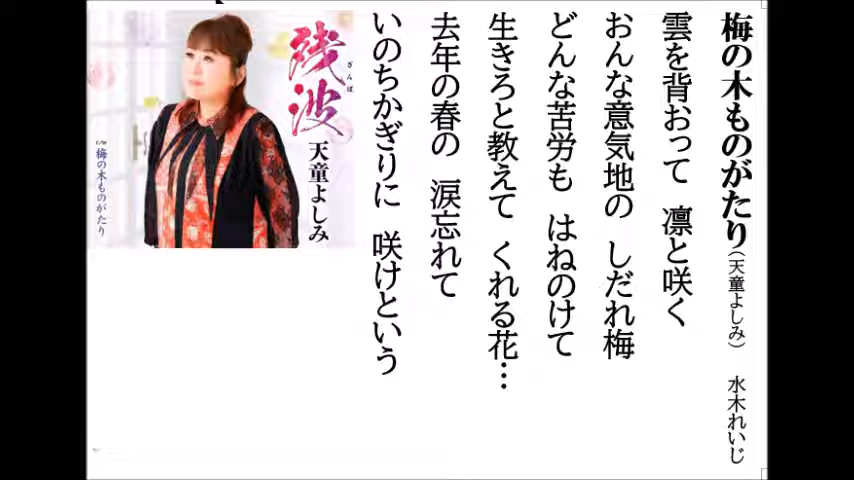 梅の木ものがたり(天童よしみ) 水木れいじ
雲を背おって 凛と咲く
おんな意気地の しだれ梅
どんな苦労も はねのけて
生きろと教えて くれる花…
去年の春の 涙忘れて
いのちかぎりに 咲けという
残波
ざんぱ
天童よしみ
C/W 梅の木ものがたり